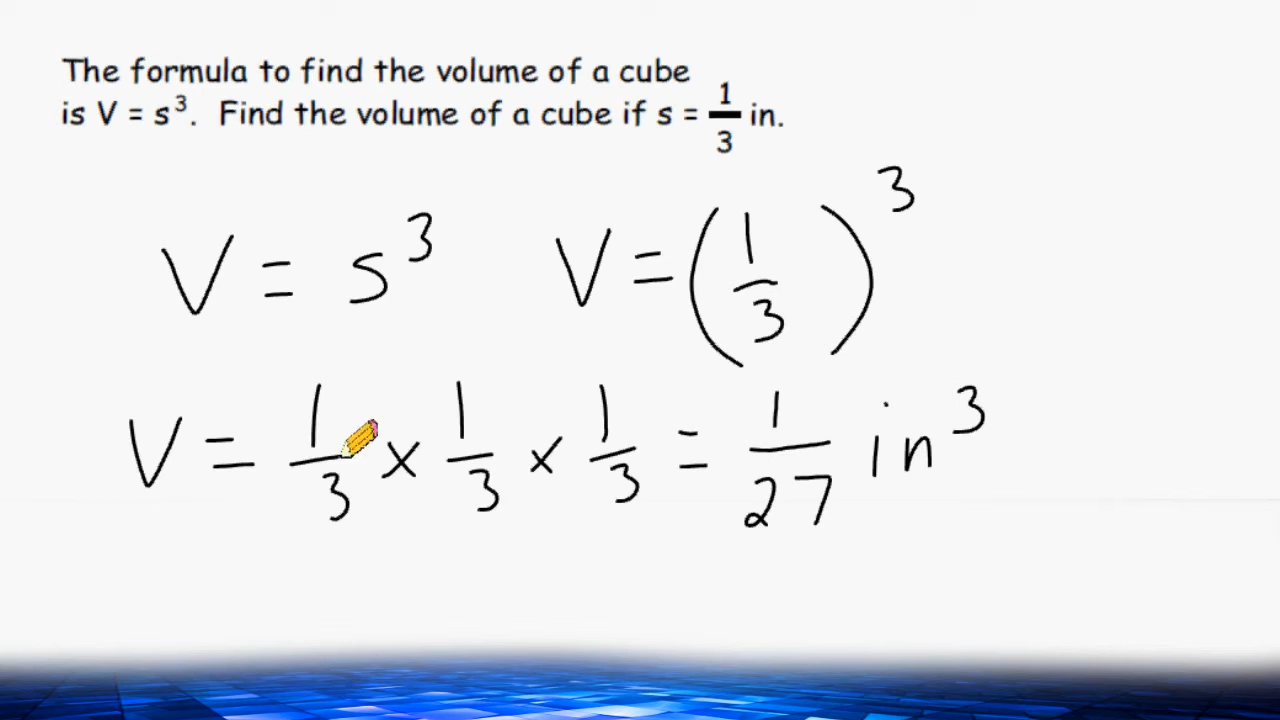 The formula to find the volume of a cube
is V = s³. Find the volume of a cube if s = 1/3 in.
V = s³ V = (1/3)³
V = 1/3 × 1/3 × 1/3 = 1/27 in³